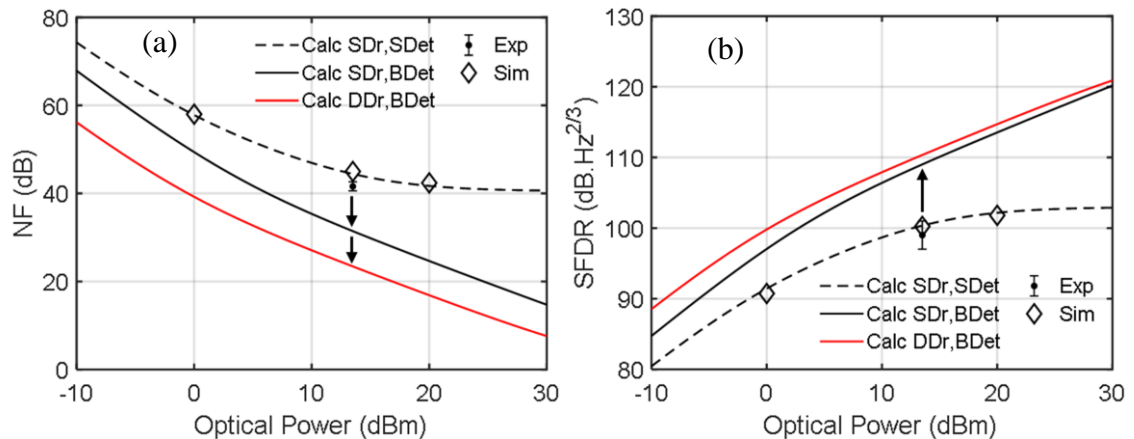 (a)
Calc SDr,SDet
Calc SDr,BDet
Calc DDr,BDet
Exp
Sim
80
60
40
20
0
NF (dB)
-10
0
10
20
30
Optical Power (dBm)
(b)
130
120
110
100
90
80
SFDR (dB.Hz^2/3)
Calc SDr,SDet
Calc SDr,BDet
Calc DDr,BDet
Exp
Sim
-10
0
10
20
30
Optical Power (dBm)